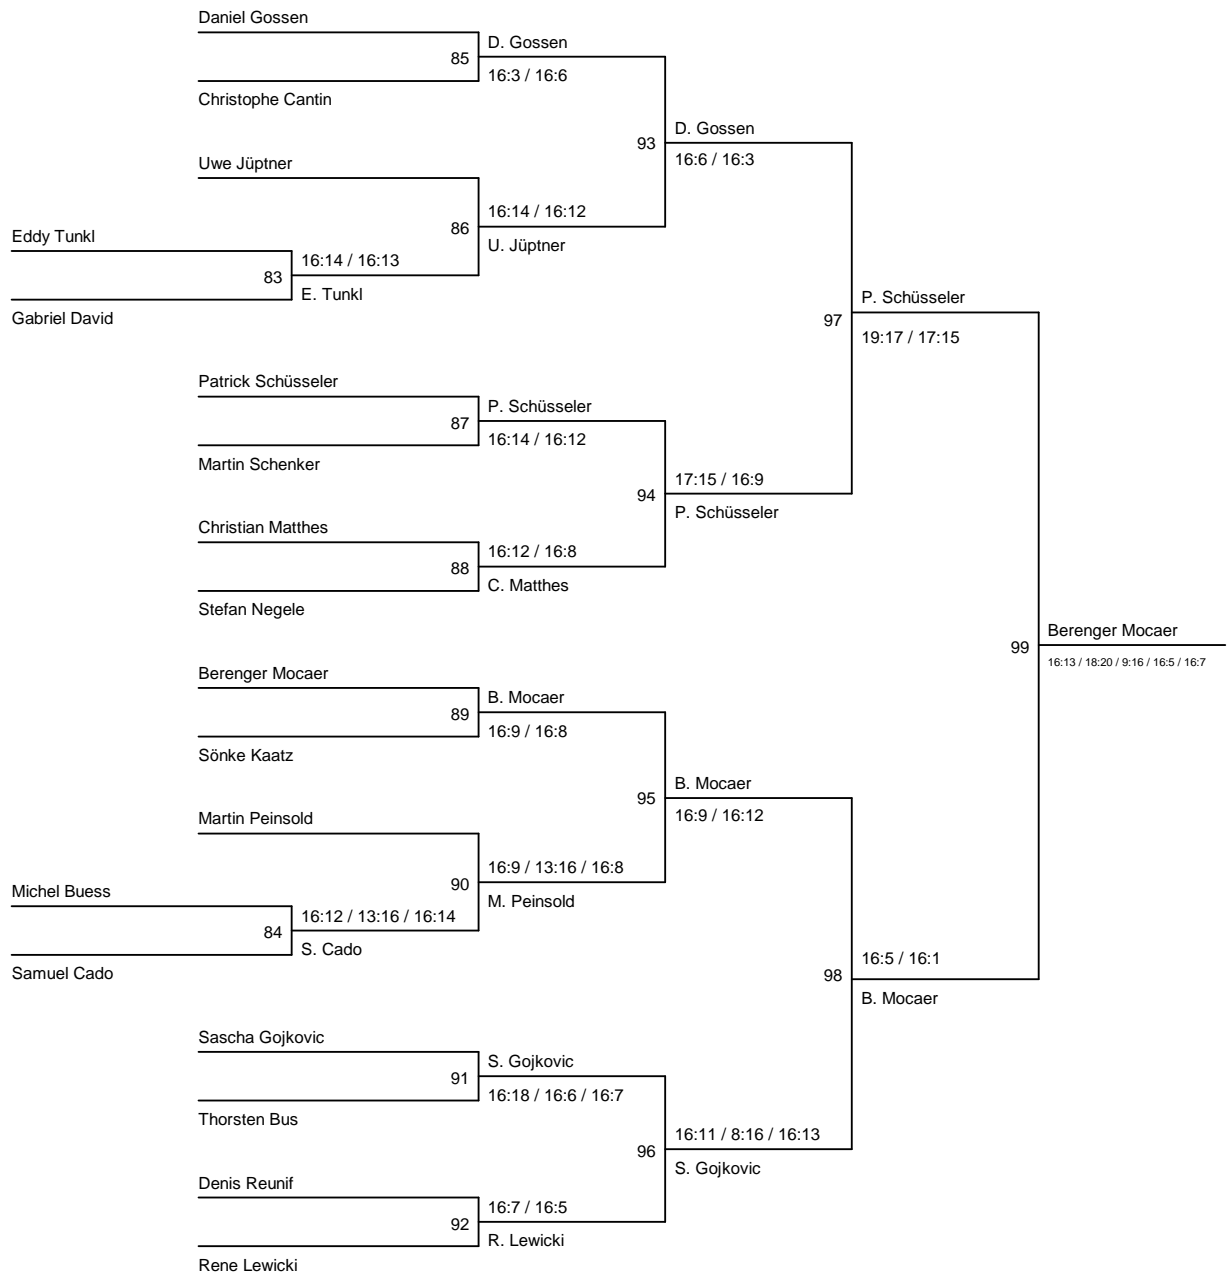 Daniel Gossen
D. Gossen
85
16:3 / 16:6
Christophe Cantin
D. Gossen
93
16:6 / 16:3
Uwe Jüptner
16:14 / 16:12
86
U. Jüptner
Eddy Tunkl
16:14 / 16:13
83
E. Tunkl
Gabriel David
P. Schüsseler
97
19:17 / 17:15
Patrick Schüsseler
P. Schüsseler
87
16:14 / 16:12
Martin Schenker
17:15 / 16:9
94
P. Schüsseler
Christian Matthes
16:12 / 16:8
88
C. Matthes
Stefan Negele
Berenger Mocaer
99
16:13 / 18:20 / 9:16 / 16:5 / 16:7
Berenger Mocaer
B. Mocaer
89
16:9 / 16:8
Sönke Kaatz
B. Mocaer
95
16:9 / 16:12
Martin Peinsold
16:9 / 13:16 / 16:8
90
M. Peinsold
Michel Buess
16:12 / 13:16 / 16:14
84
S. Cado
Samuel Cado
16:5 / 16:1
98
B. Mocaer
Sascha Gojkovic
S. Gojkovic
91
16:18 / 16:6 / 16:7
Thorsten Bus
16:11 / 8:16 / 16:13
96
S. Gojkovic
Denis Reunif
16:7 / 16:5
92
R. Lewicki
Rene Lewicki